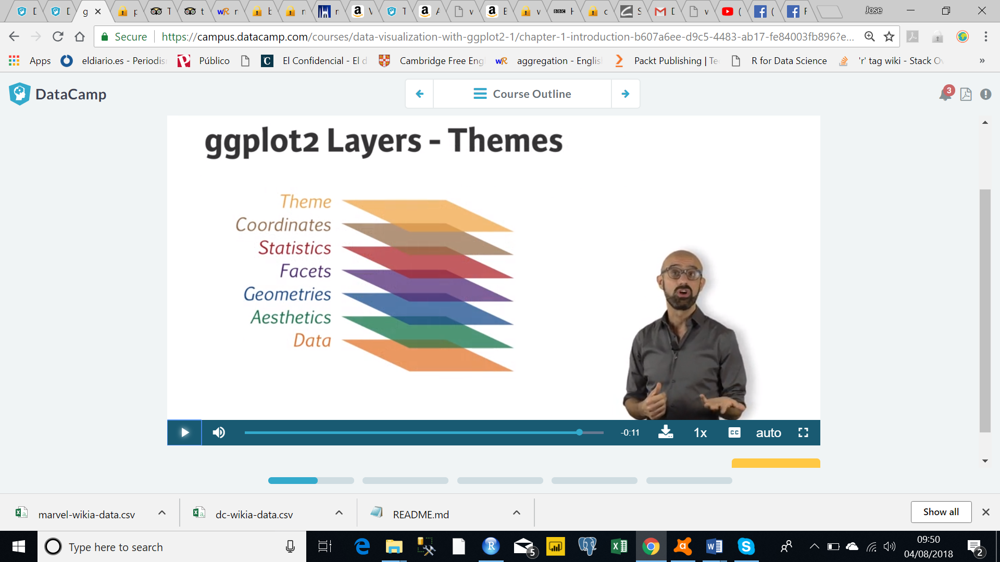 Jose
Secure
https://campus.datacamp.com/courses/data-visualization-with-ggplot2-1/chapter-1-introduction-b607a6ee-d9c5-4483-ab17-fe84003fb896?e...
Apps
eldiario.es - Periodis
Público
El Confidencial - El d
Cambridge Free Eng
aggregation - Englis
Packt Publishing | Te
R for Data Science
'r' tag wiki - Stack Ov
»
DataCamp
Course Outline
3
ggplot2 Layers - Themes
Theme
Coordinates
Statistics
Facets
Geometries
Aesthetics
Data
-0:11
1x
CC
auto
marvel-wikia-data.csv
dc-wikia-data.csv
README.md
Show all
Type here to search
5
09:50
04/08/2018
2